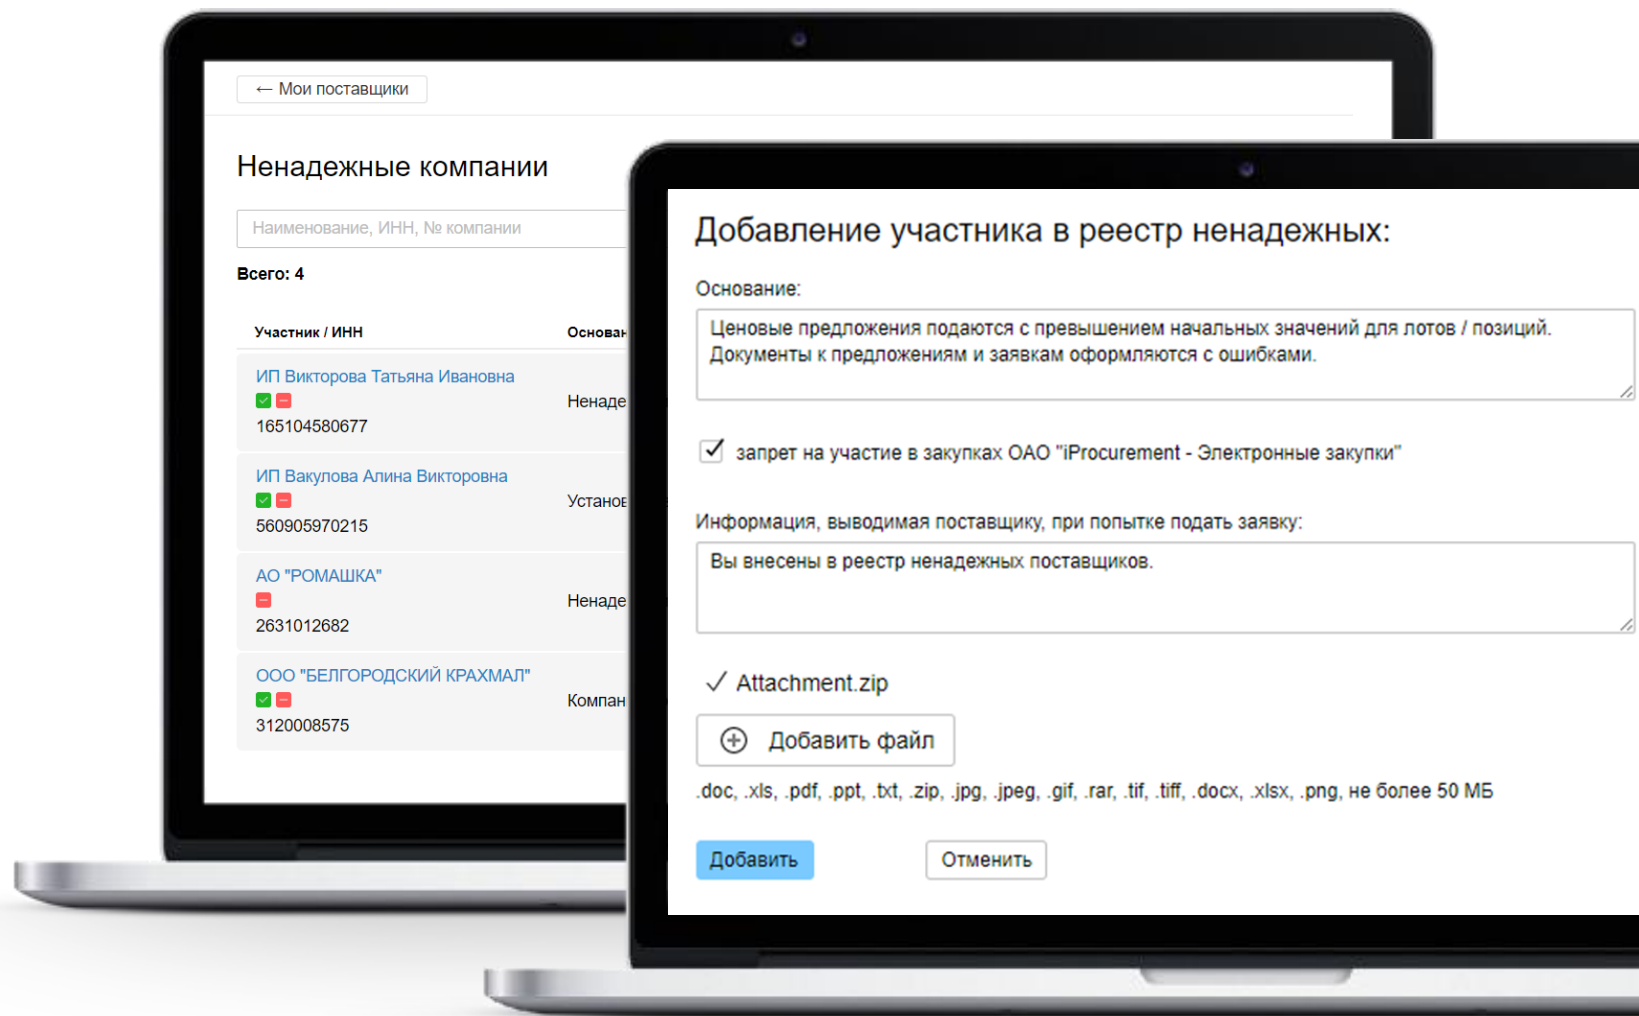 ← Мои поставщики
Ненадежные компании
Наименование, ИНН, № компании
Всего: 4
Участник / ИНН
ИП Викторова Татьяна Ивановна
165104580677
ИП Вакулова Алина Викторовна
560905970215
АО "РОМАШКА"
2631012682
ООО "БЕЛГОРОДСКИЙ КРАХМАЛ"
3120008575
Добавление участника в реестр ненадежных:
Основание:
Ценовые предложения подаются с превышением начальных значений для лотов / позиций.
Документы к предложениям и заявкам оформляются с ошибками.
запрет на участие в закупках ОАО "iProcurement - Электронные закупки"
Информация, выводимая поставщику, при попытке подать заявку:
Вы внесены в реестр ненадежных поставщиков.
Attachment.zip
Добавить файл
.doc, .xls, .pdf, .ppt, .txt, .zip, .jpg, .jpeg, .gif, .rar, .tif, .tiff, .docx, .xlsx, .png, не более 50 МБ
Добавить
Отменить